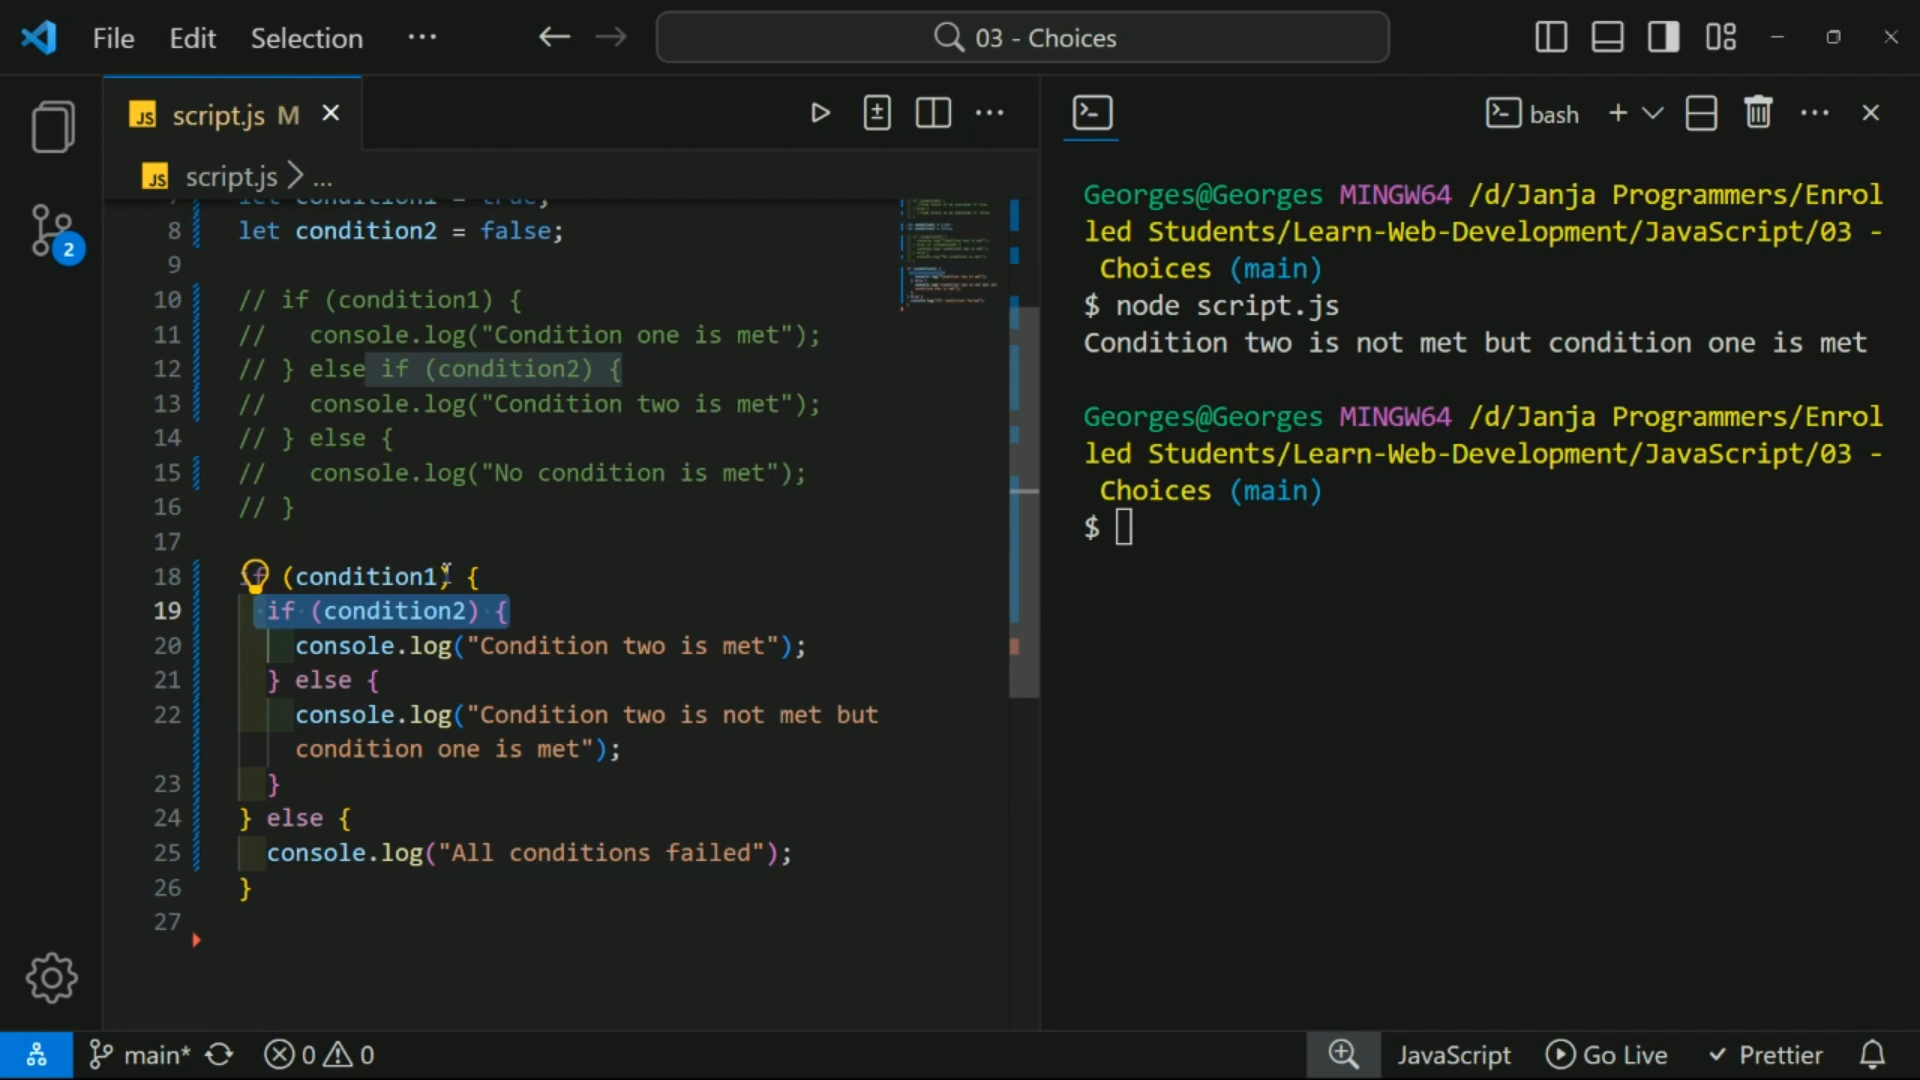 File Edit Selection ··· 03 - Choices
JS script.js M
JS script.js > ...
let condition1 = true;
8 let condition2 = false;
9
10 // if (condition1) {
11 //   console.log("Condition one is met");
12 // } else if (condition2) {
13 //   console.log("Condition two is met");
14 // } else {
15 //   console.log("No condition is met");
16 // }
17
18 if (condition1) {
19   if (condition2) {
20     console.log("Condition two is met");
21   } else {
22     console.log("Condition two is not met but
condition one is met");
23   }
24 } else {
25   console.log("All conditions failed");
26 }
27
bash
Georges@Georges MINGW64 /d/Janja Programmers/Enrol
led Students/Learn-Web-Development/JavaScript/03 -
Choices (main)
$ node script.js
Condition two is not met but condition one is met
Georges@Georges MINGW64 /d/Janja Programmers/Enrol
led Students/Learn-Web-Development/JavaScript/03 -
Choices (main)
$
2
main* 0 0 JavaScript Go Live Prettier